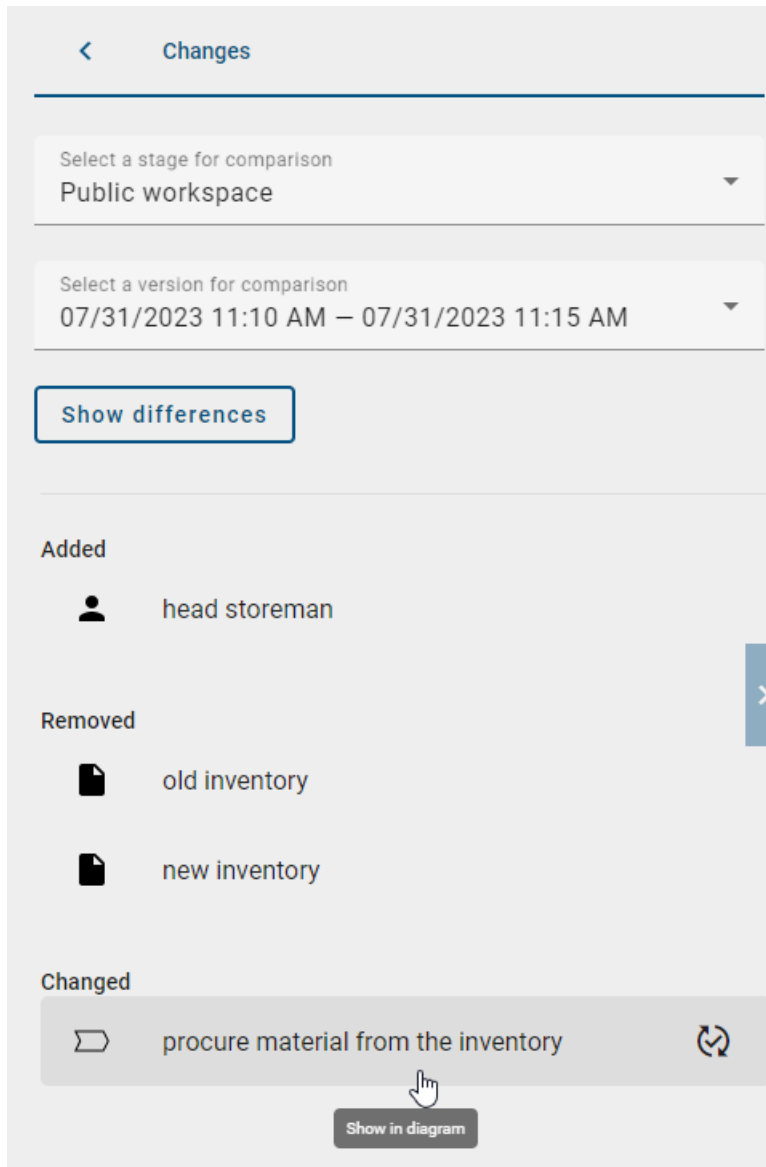 Changes
Select a stage for comparison
Public workspace
Select a version for comparison
07/31/2023 11:10 AM — 07/31/2023 11:15 AM
Show differences
Added
head storeman
Removed
old inventory
new inventory
Changed
procure material from the inventory
Show in diagram